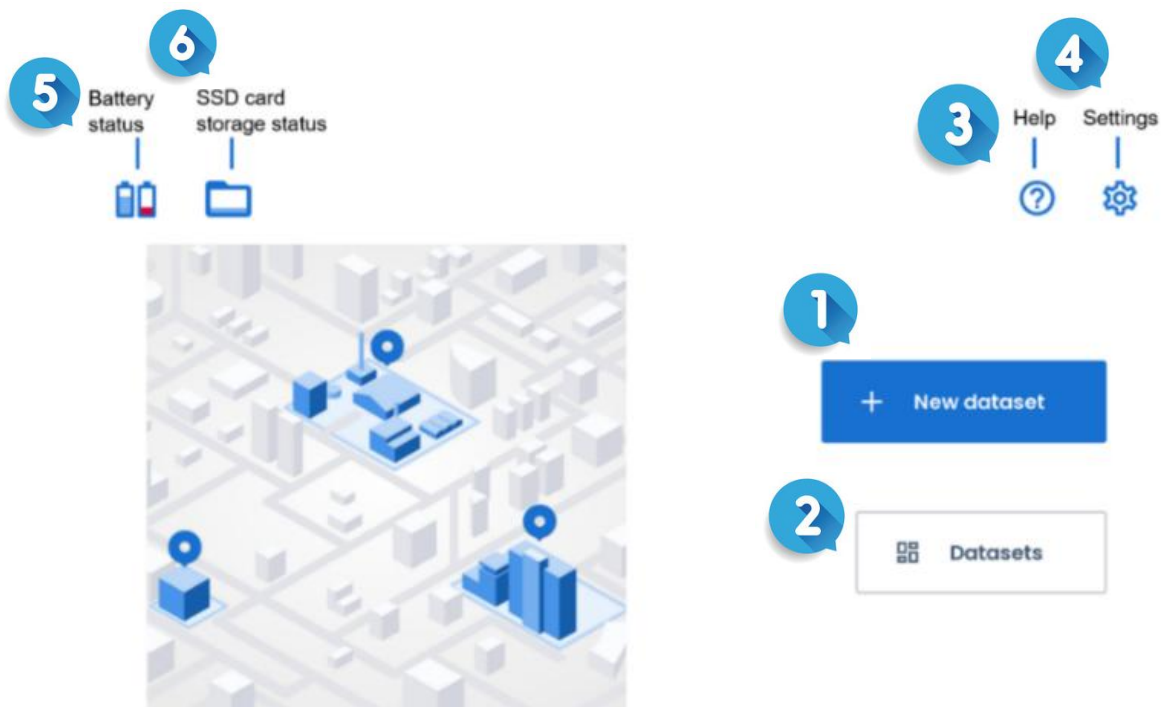 6
5
Battery
status
SSD card
storage status
4
3
Help
Settings
?
1
+ New dataset
2
Datasets